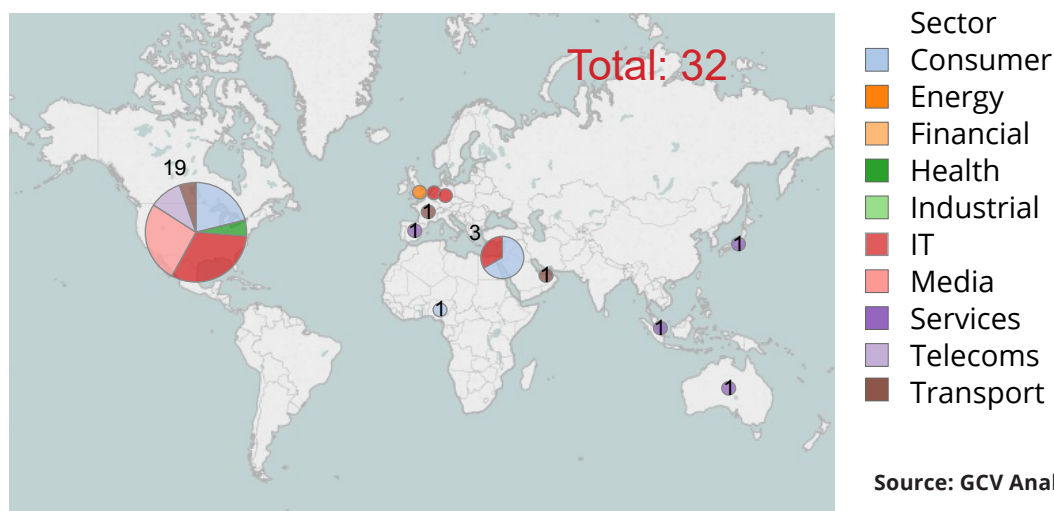 Total: 32
19
1
1
3
1
1
1
1
1
Sector
Consumer
Energy
Financial
Health
Industrial
IT
Media
Services
Telecoms
Transport
Source: GCV Anal